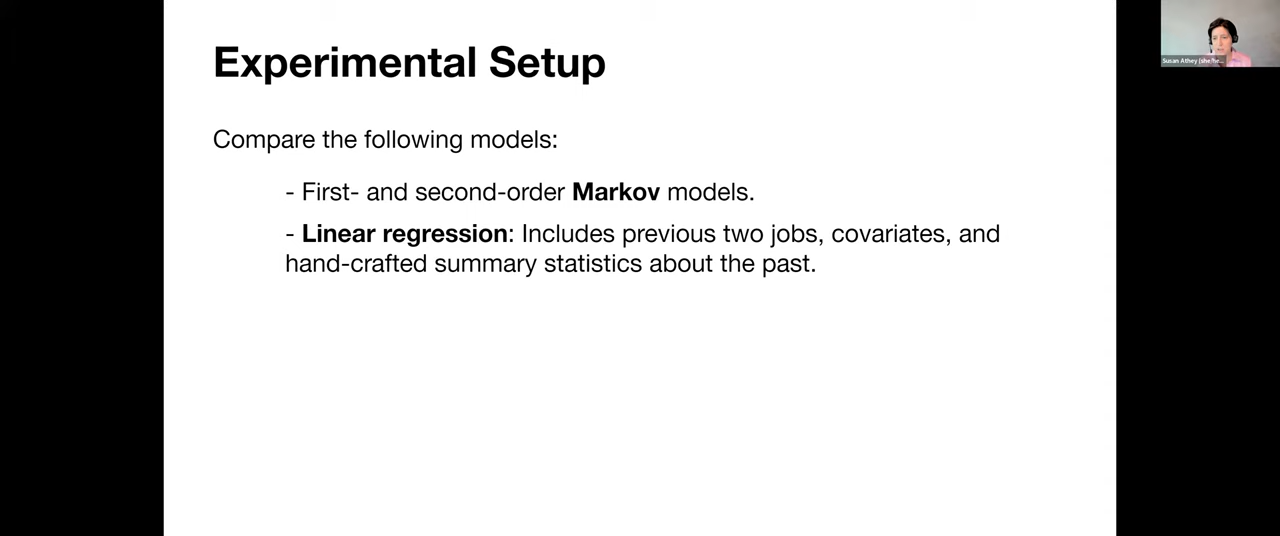 Experimental Setup
Susan Athey (she/he...
Compare the following models:
- First- and second-order Markov models.
- Linear regression: Includes previous two jobs, covariates, and
hand-crafted summary statistics about the past.